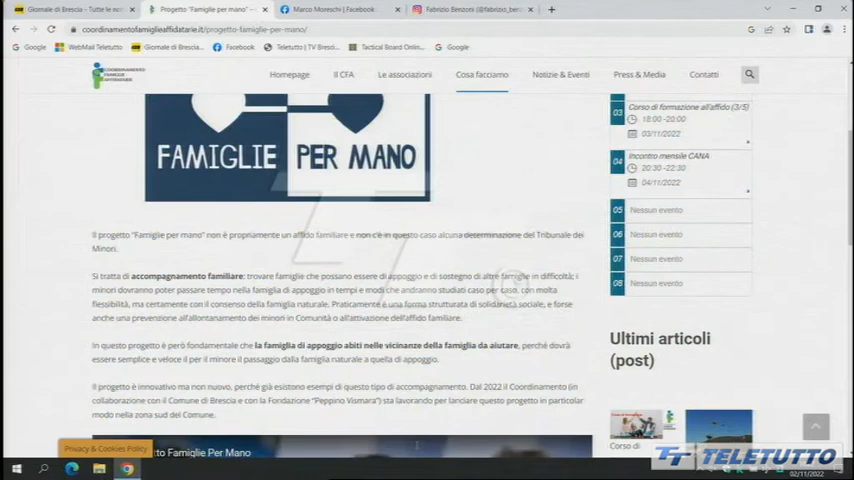 Giornale di Brescia - Tutte le no
Progetto "Famiglie per mano" -
Marco Moreschi | Facebook
Fabrizio Benzoni (@fabrizio_ben
coordinamentofamiglieaffidatarie.it/progetto-famiglie-per-mano/
Google
WebMail Teletutto
Giornale di Brescia...
Facebook
Teletutto (TV Bresci...
Tactical Board Onlin...
Google
COORDINAMENTO
FAMIGLIE
AFFIDATARIE
Homepage
Il CFA
Le associazioni
Cosa facciamo
Notizie & Eventi
Press & Media
Contatti
FAMIGLIE PER MANO
Il progetto "Famiglie per mano" non è propriamente un affido familiare e non c'è in questo caso alcuna determinazione del Tribunale dei
Minori.
Si tratta di accompagnamento familiare: trovare famiglie che possano essere di appoggio e di sostegno di altre famiglie in difficoltà; i
minori dovranno poter passare tempo nella famiglia di appoggio in tempi e modi che andranno studiati caso per caso, con molta
flessibilità, ma certamente con il consenso della famiglia naturale. Praticamente è una forma strutturata di solidarietà sociale, e forse
anche una prevenzione all'allontanamento dei minori in Comunità o all'attivazione dell'affido familiare.
In questo progetto è però fondamentale che la famiglia di appoggio abiti nelle vicinanze della famiglia da aiutare, perché dovrà
essere semplice e veloce il per il minore il passaggio dalla famiglia naturale a quella di appoggio.
Il progetto è innovativo ma non nuovo, perché già esistono esempi di questo tipo di accompagnamento. Dal 2022 il Coordinamento (in
collaborazione con il Comune di Brescia e con la Fondazione "Peppino Vismara") sta lavorando per lanciare questo progetto in particolar
modo nella zona sud del Comune.
Privacy & Cookies Policy
tto Famiglie Per Mano
03
Corso di formazione all'affido (3/5)
18:00 -20:00
03/11/2022
04
Incontro mensile CANA
20:30 -22:30
04/11/2022
05 Nessun evento
06 Nessun evento
07 Nessun evento
08 Nessun evento
Ultimi articoli
(post)
Corso di
TT TELETUTTO
02/11/2022